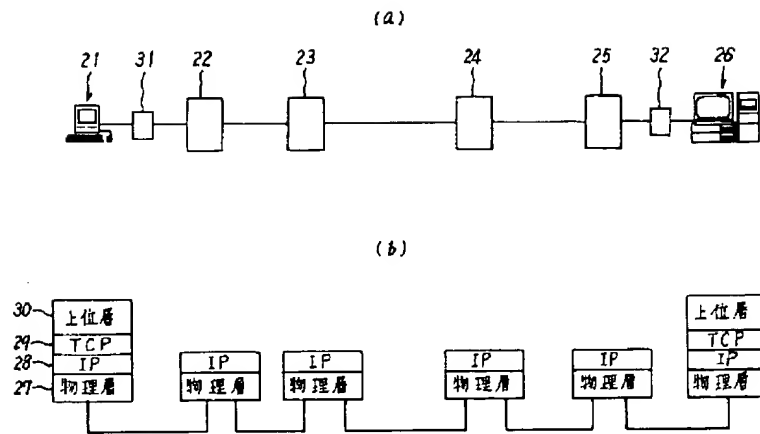 (a)
21 31 22 23 24 25 32 26
(b)
30 上位層 上位層
29 TCP TCP
28 IP IP IP IP IP IP
27 物理層 物理層 物理層 物理層 物理層 物理層